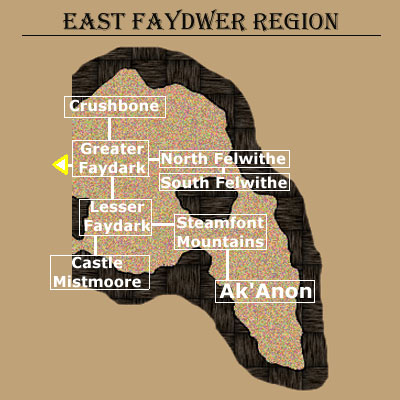 EAST FAYDWER REGION
Crushbone
Greater
Faydark
North Felwithe
South Felwithe
Lesser
Faydark
Steamfont
Mountains
Castle
Mistmoore
Ak'Anon